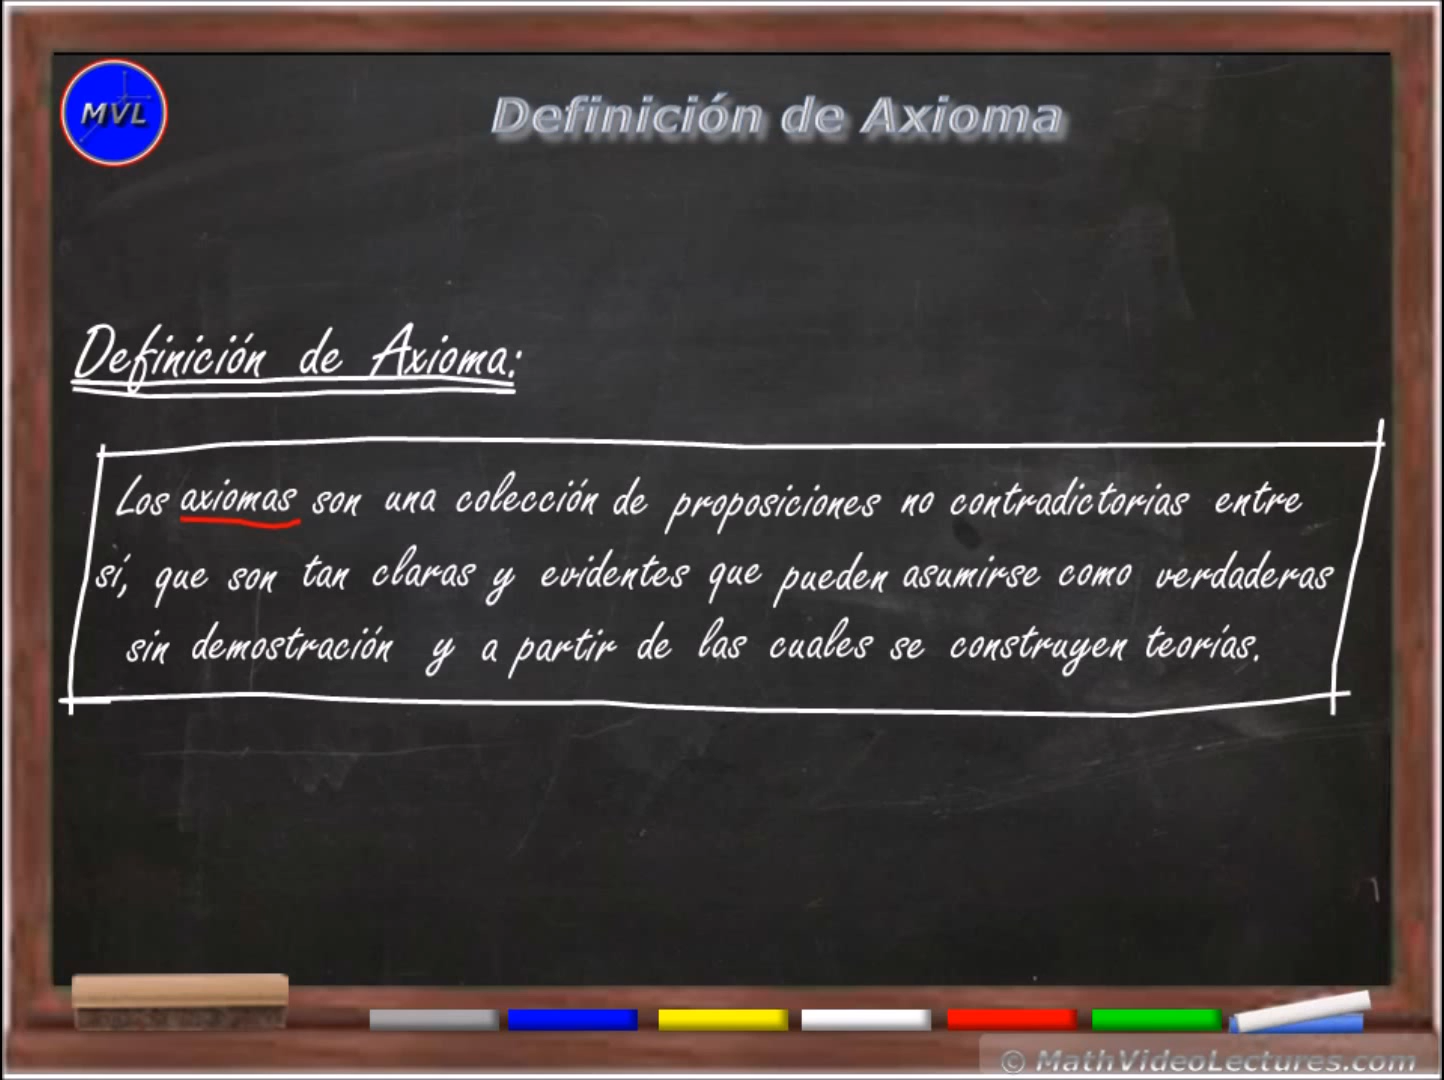 MVL
Definición de Axioma
Definición de Axioma:
Los axiomas son una colección de proposiciones no contradictorias entre
sí, que son tan claras y evidentes que pueden asumirse como verdaderas
sin demostración y a partir de las cuales se construyen teorías.
© MathVideoLectures.com